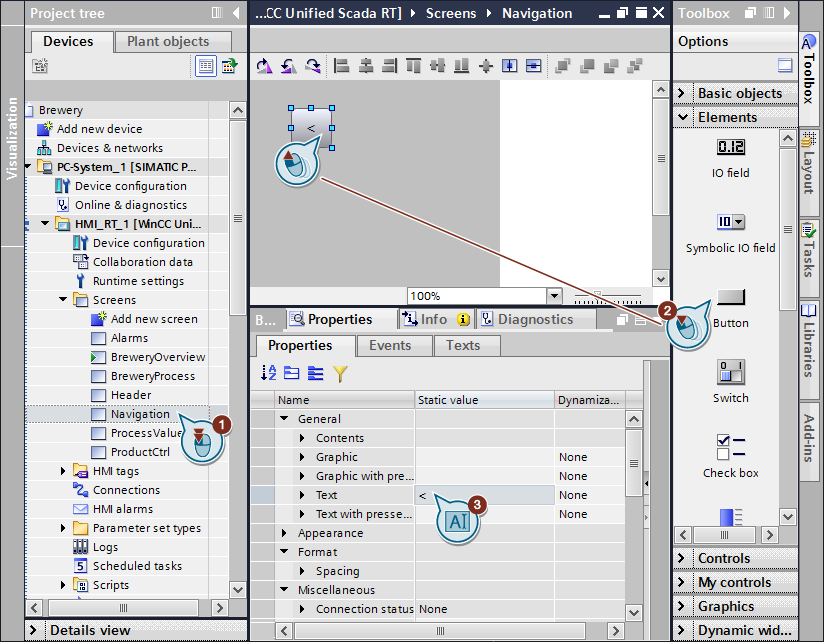 Visualization
Project tree
Devices
Plant objects
Brewery
Add new device
Devices & networks
PC-System_1 [SIMATIC P...
Device configuration
Online & diagnostics
HMI_RT_1 [WinCC Uni...
Device configuration
Collaboration data
Runtime settings
Screens
Add new screen
Alarms
BreweryOverview
BreweryProcess
Header
Navigation
1
ProcessValue
ProductCtrl
HMI tags
Connections
HMI alarms
Parameter set types
Logs
Scheduled tasks
5
Scripts
Details view
...CC Unified Scada RT] Screens Navigation
<
100%
B... Properties Info Diagnostics
Properties Events Texts
Name Static value Dynamiza...
General
Contents
Graphic None
Graphic with pre... None
Text < None
3
AI
Text with presse... None
Appearance
Format
Spacing
Miscellaneous
Connection status None
Toolbox
Options
Basic objects
Elements
0.12
IO field
10
Symbolic IO field
2
Button
0 1
Switch
Check box
Controls
My controls
Graphics
Dynamic wid...
Toolbox
Layout
Tasks
Libraries
Add-ins